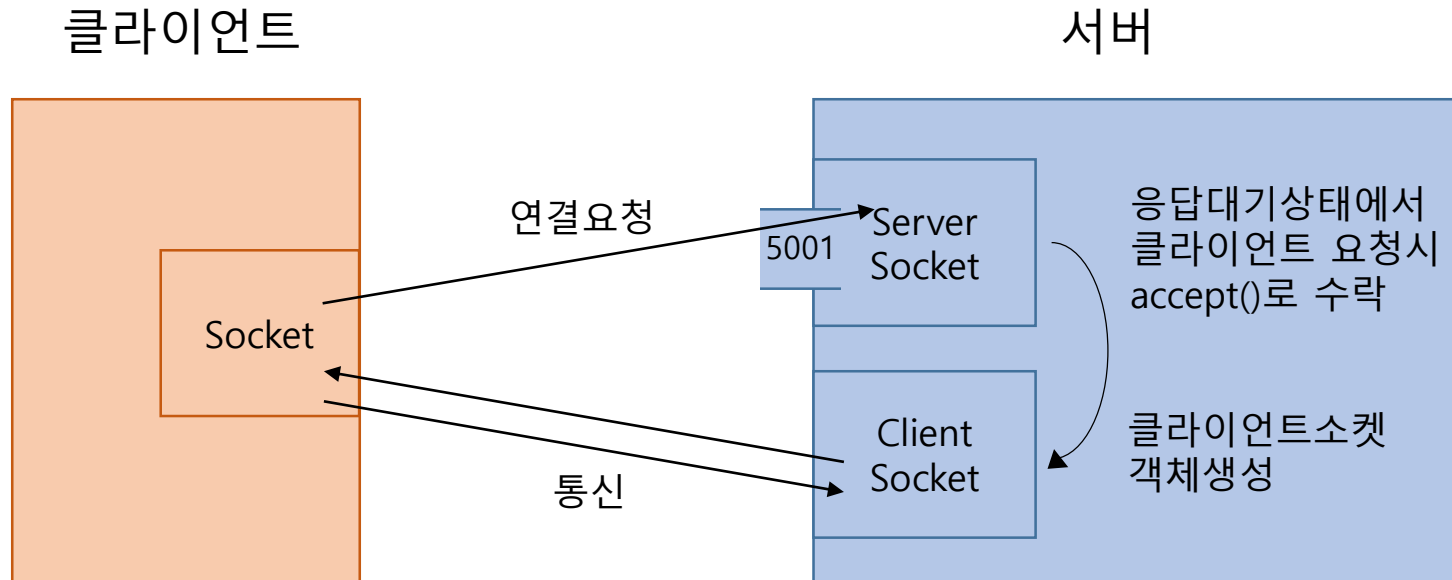 클라이언트
서버
연결요청
5001
Server
Socket
응답대기상태에서
클라이언트 요청시
accept()로 수락
Socket
Client
Socket
클라이언트소켓
객체생성
통신